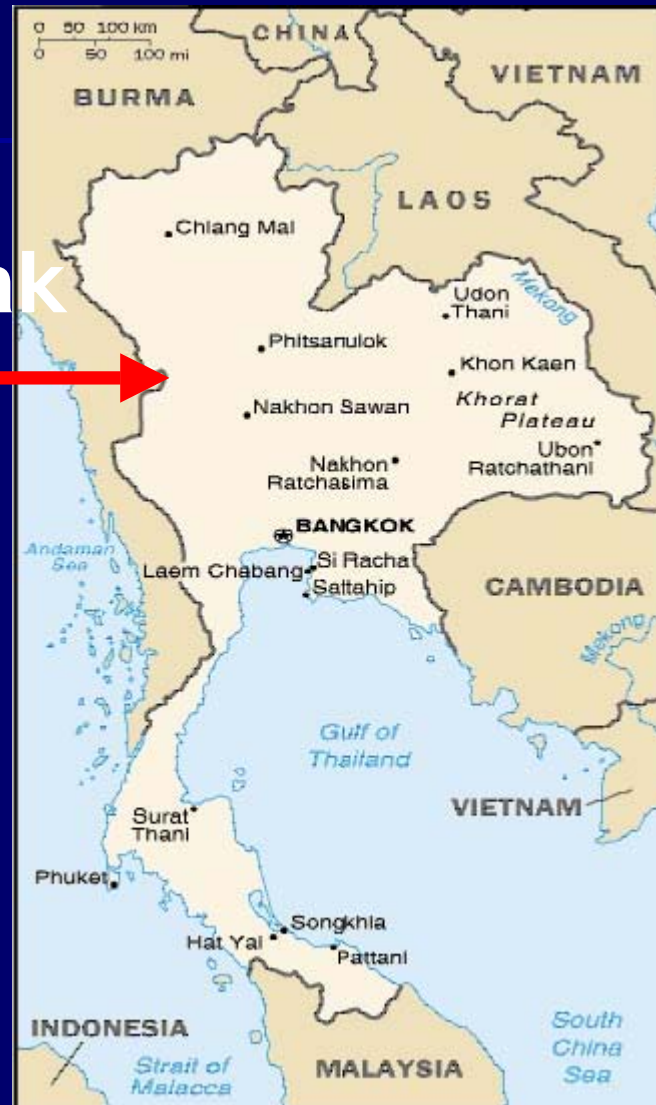 0 50 100 km
0 50 100 mi
CHINA
VIETNAM
BURMA
LAOS
Chiang Mai
Udon
Thani
Mekong
Phitsanulok
Khon Kaen
Nakhon Sawan
Khorat
Plateau
Ubon
Ratchathani
Nakhon
Ratchasima
BANGKOK
Andaman
Sea
Laem Chabang
Si Racha
Sattahip
CAMBODIA
Mekong
Gulf of
Thailand
VIETNAM
Surat
Thani
Phuket
Songkhla
Hat Yai
Pattani
INDONESIA
Strait of
Malacca
MALAYSIA
South
China
Sea